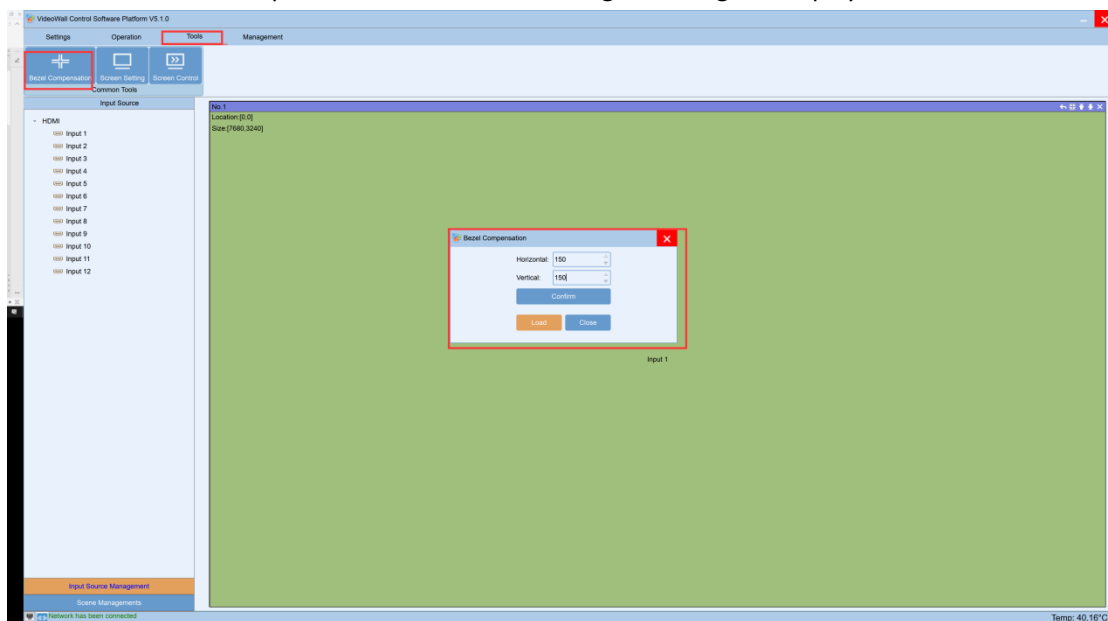 VideoWall Control Software Platform V5.1.0
Settings Operation Tools Management
Bezel Compensation Screen Setting Screen Control
Common Tools
Input Source
HDMI
Input 1
Input 2
Input 3
Input 4
Input 5
Input 6
Input 7
Input 8
Input 9
Input 10
Input 11
Input 12
No.1
Location:[0,0]
Size:[7680,3240]
Bezel Compensation
Horizontal: 150
Vertical: 150
Confirm
Load Close
Input 1
Input Source Management
Scene Managements
Network has been connected
Temp: 40.16°C